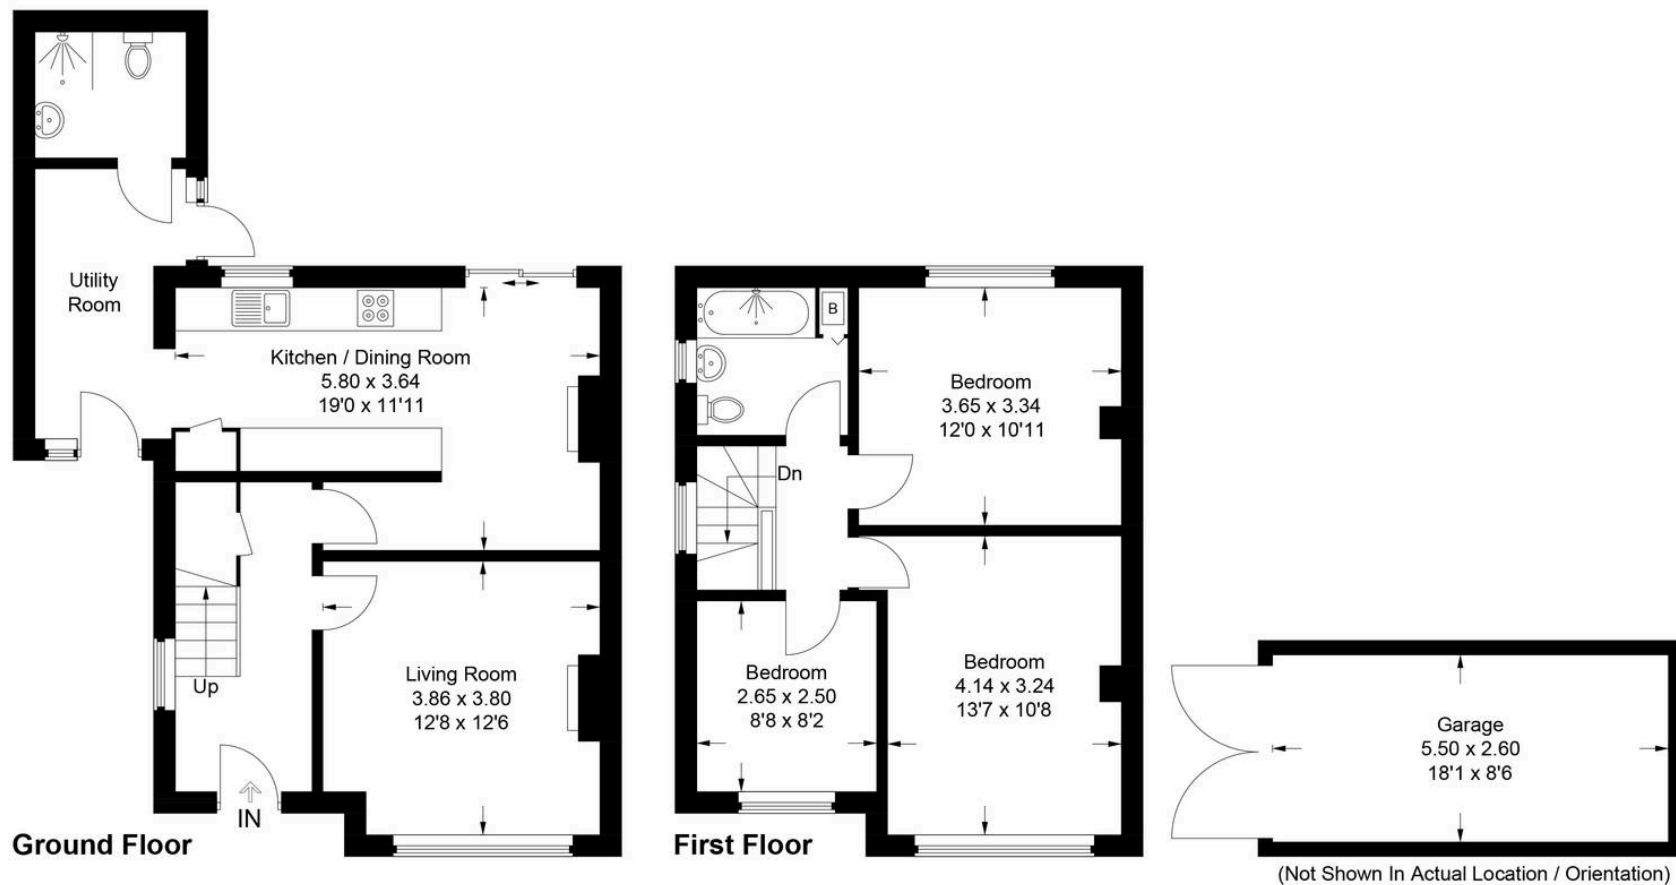 Utility
Room
Kitchen / Dining Room
5.80 x 3.64
19'0 x 11'11
Living Room
3.86 x 3.80
12'8 x 12'6
Up
IN
Ground Floor
B
Dn
Bedroom
3.65 x 3.34
12'0 x 10'11
Bedroom
2.65 x 2.50
8'8 x 8'2
Bedroom
4.14 x 3.24
13'7 x 10'8
First Floor
Garage
5.50 x 2.60
18'1 x 8'6
(Not Shown In Actual Location / Orientation)